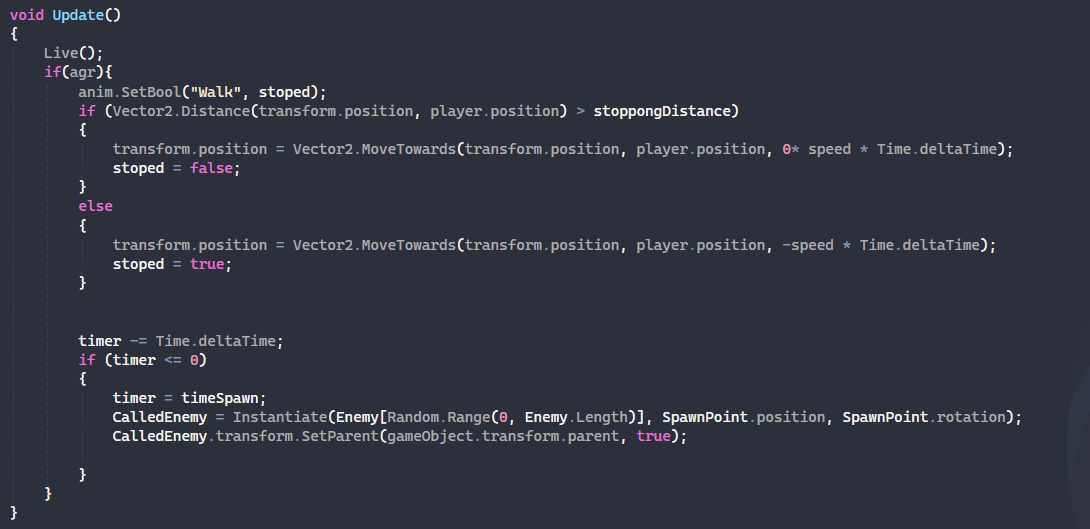 void Update()
{
Live();
if(agr){
anim.SetBool("Walk", stoped);
if (Vector2.Distance(transform.position, player.position) > stoppongDistance)
{
transform.position = Vector2.MoveTowards(transform.position, player.position, 0* speed * Time.deltaTime);
stoped = false;
}
else
{
transform.position = Vector2.MoveTowards(transform.position, player.position, -speed * Time.deltaTime);
stoped = true;
}
timer -= Time.deltaTime;
if (timer <= 0)
{
timer = timeSpawn;
CalledEnemy = Instantiate(Enemy[Random.Range(0, Enemy.Length)], SpawnPoint.position, SpawnPoint.rotation);
CalledEnemy.transform.SetParent(gameObject.transform.parent, true);
}
}
}